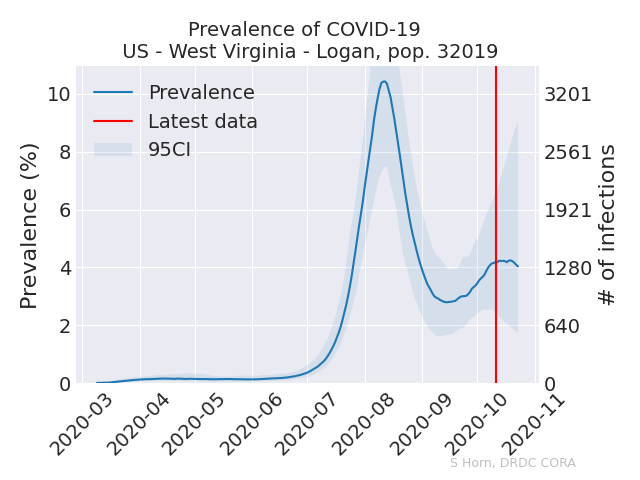 Prevalence of COVID-19
US - West Virginia - Logan, pop. 32019
Prevalence
Latest data
95CI
Prevalence (%)
10
8
6
4
2
0
3201
2561
1921
1280
640
0
# of infections
2020-03
2020-04
2020-05
2020-06
2020-07
2020-08
2020-09
2020-10
2020-11
S Horn, DRDC CORA